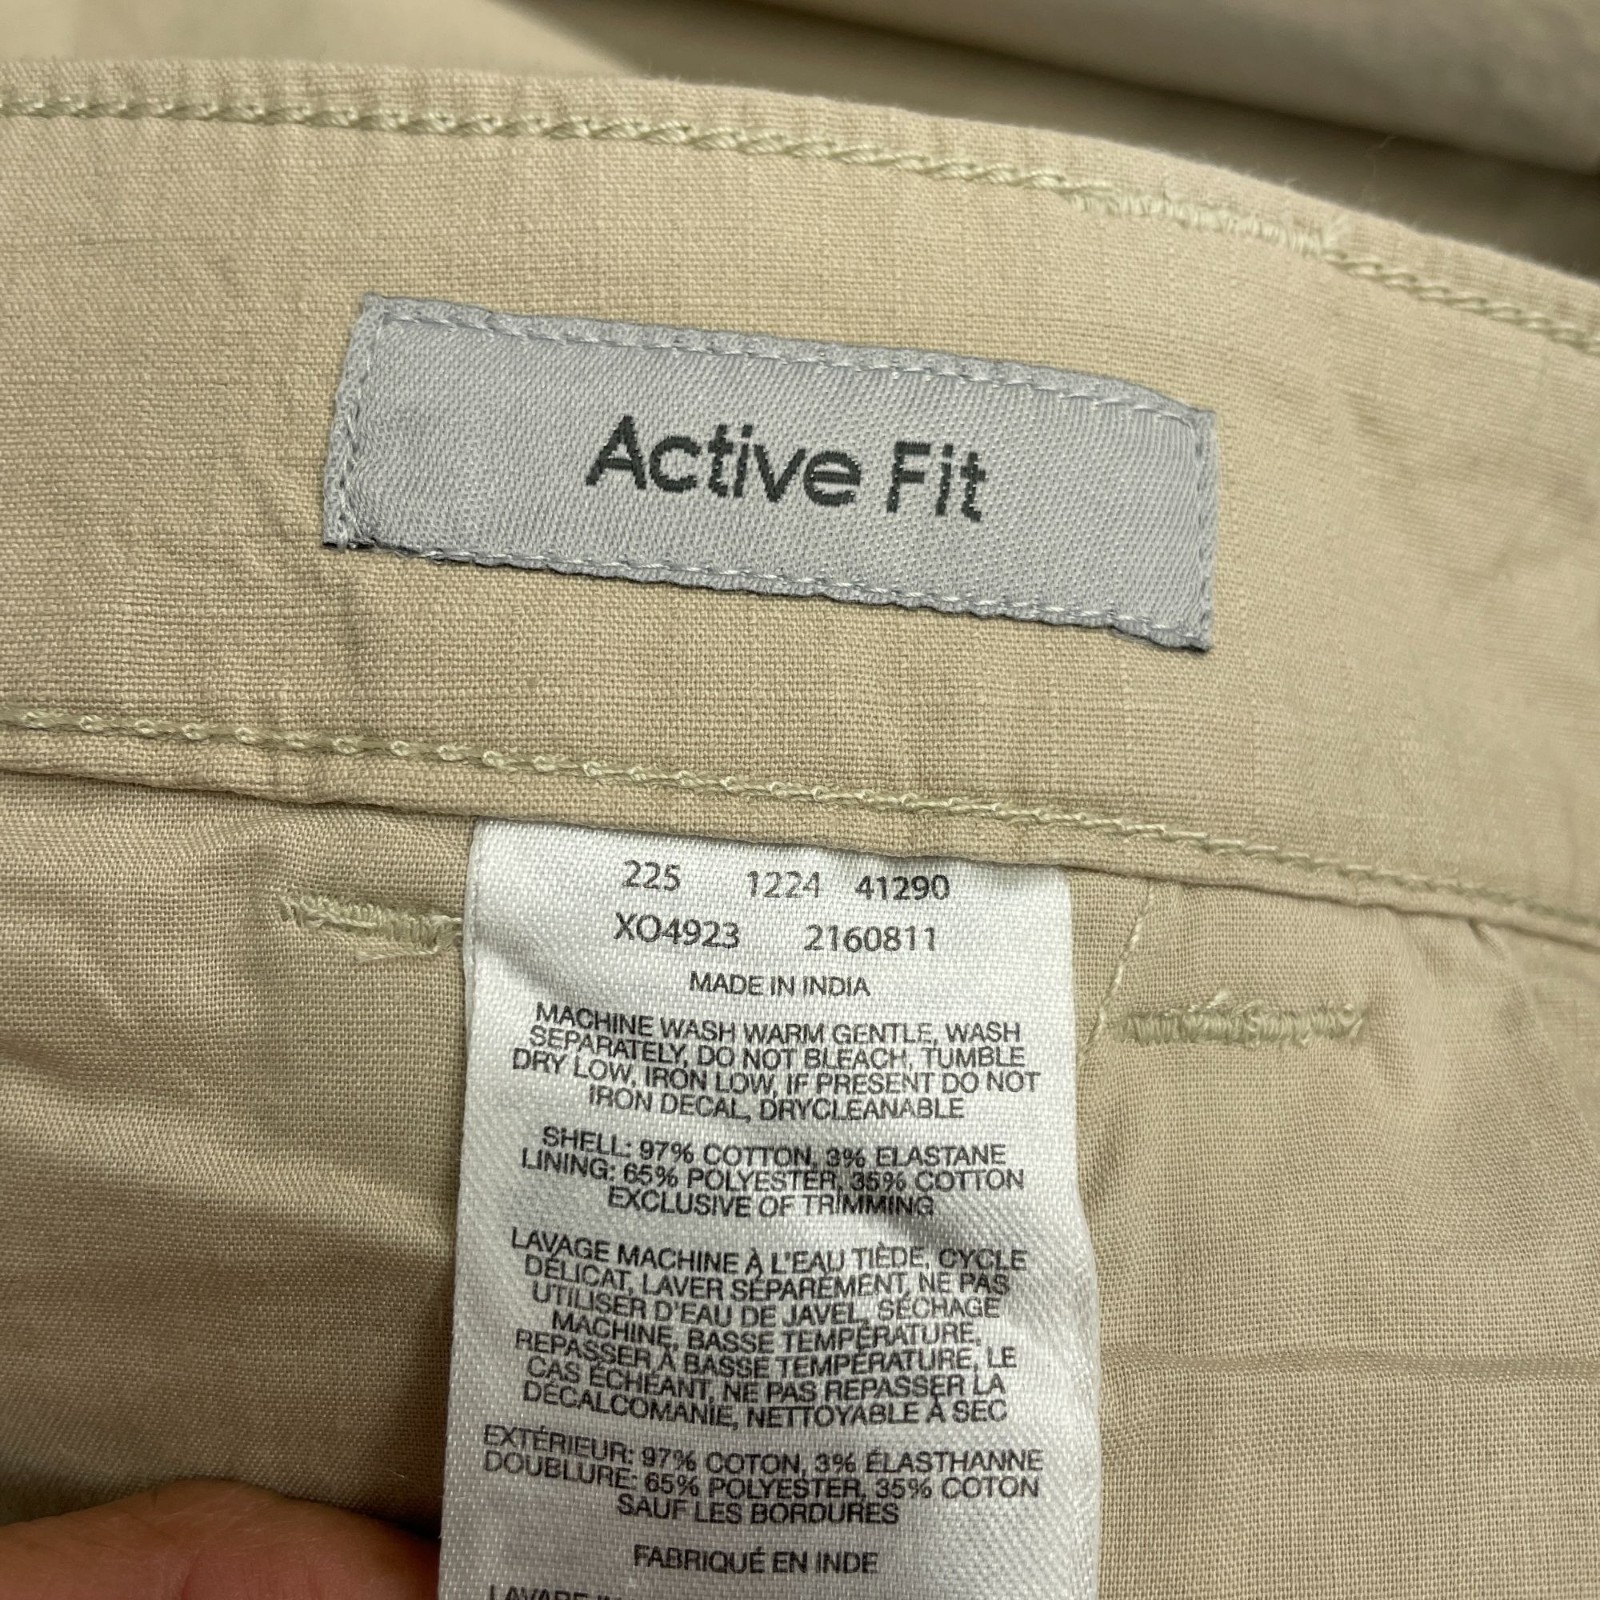 Active Fit
225 1224 41290
XO4923 2160811
MADE IN INDIA
MACHINE WASH WARM GENTLE, WASH
SEPARATELY, DO NOT BLEACH, TUMBLE
DRY LOW, IRON LOW, IF PRESENT DO NOT
IRON DECAL, DRYCLEANABLE
SHELL: 97% COTTON, 3% ELASTANE
LINING: 65% POLYESTER, 35% COTTON
EXCLUSIVE OF TRIMMING
LAVAGE MACHINE À L'EAU TIÈDE, CYCLE
DÉLICAT, LAVER SÉPARÉMENT, NE PAS
UTILISER D'EAU DE JAVEL, SÉCHAGE
MACHINE, BASSE TEMPÉRATURE,
REPASSER À BASSE TEMPÉRATURE, LE
CAS ÉCHÉANT, NE PAS REPASSER LA
DÉCALCOMANIE, NETTOYABLE À SEC
EXTÉRIEUR: 97% COTON, 3% ÉLASTHANNE
DOUBLURE: 65% POLYESTER, 35% COTON
SAUF LES BORDURES
FABRIQUÉ EN INDE